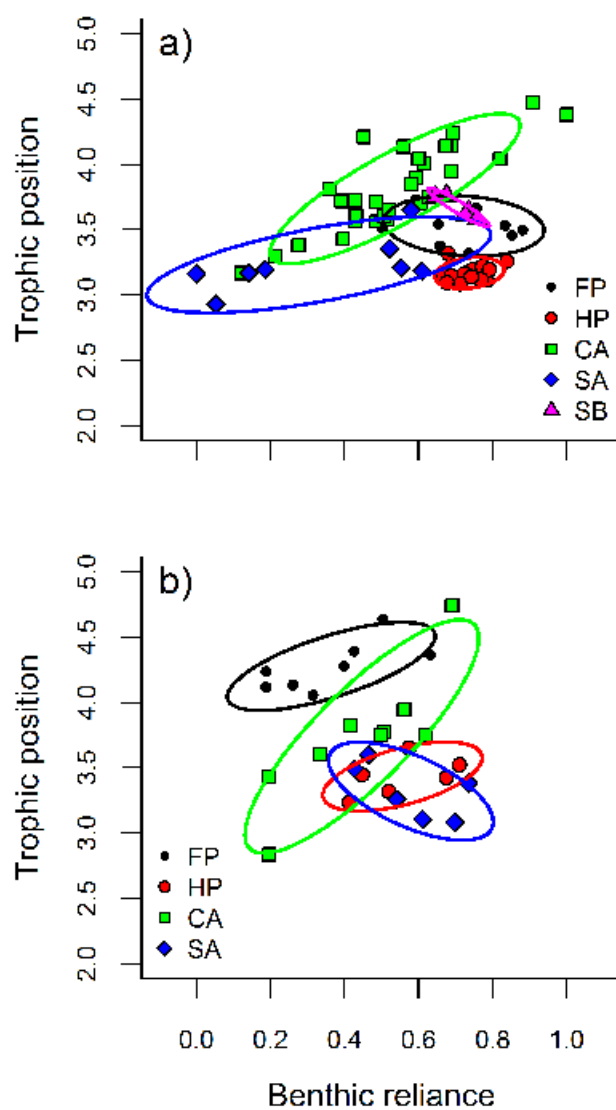 a)
Trophic position
5.0
4.5
4.0
3.5
3.0
2.5
2.0
FP
HP
CA
SA
SB
b)
Trophic position
5.0
4.5
4.0
3.5
3.0
2.5
2.0
FP
HP
CA
SA
0.0 0.2 0.4 0.6 0.8 1.0
Benthic reliance